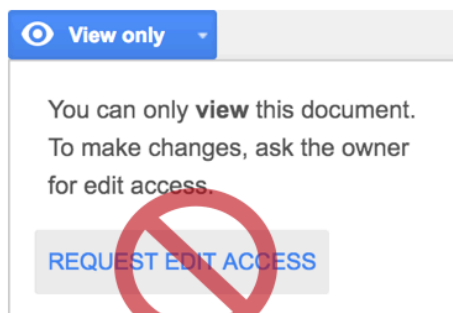 View only
You can only view this document.
To make changes, ask the owner
for edit access.
REQUEST EDIT ACCESS